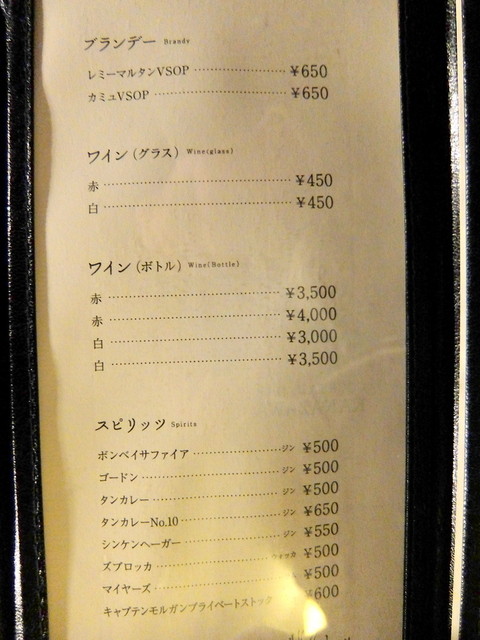 ブランデー Brandy
レミーマルタンVSOP ¥650
カミュVSOP ¥650
ワイン（グラス） Wine(glass)
赤 ¥450
白 ¥450
ワイン（ボトル） Wine(Bottle)
赤 ¥3,500
赤 ¥4,000
白 ¥3,000
白 ¥3,500
スピリッツ Spirits
ボンベイサファイア ジン ¥500
ゴードン ジン ¥500
タンカレー ジン ¥500
タンカレーNo.10 ジン ¥650
シンケンヘーガー ジン ¥550
ズブロッカ ウォッカ ¥500
マイヤーズ ¥500
キャプテンモルガンプライベートストック ¥600